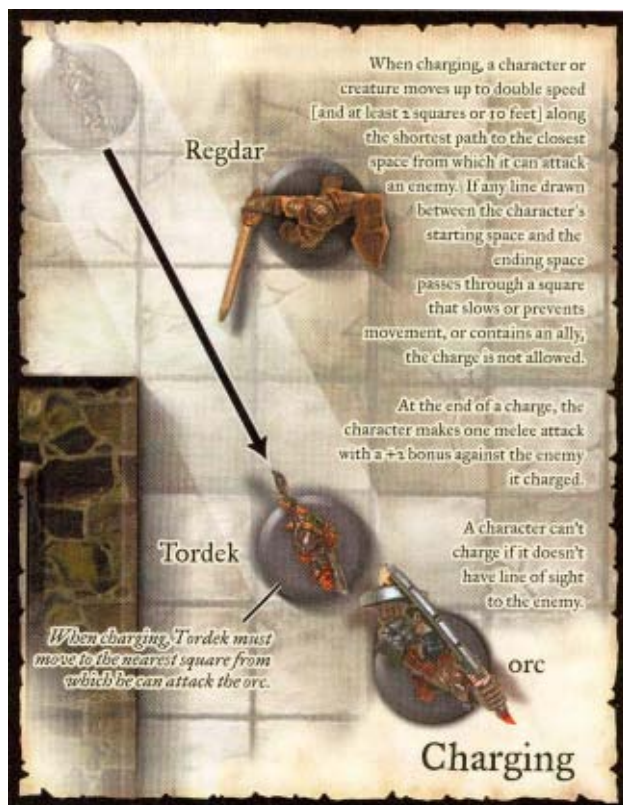 When charging, a character or
creature moves up to double speed
[and at least 2 squares or 10 feet] along
the shortest path to the closest
space from which it can attack
an enemy. If any line drawn
between the character's
starting space and the
ending space
passes through a square
that slows or prevents
movement, or contains an ally,
the charge is not allowed.
Regdar
At the end of a charge, the
character makes one melee attack
with a +2 bonus against the enemy
it charged.
A character can't
charge if it doesn't
have line of sight
to the enemy.
Tordek
When charging, Tordek must
move to the nearest square from
which he can attack the orc.
orc
Charging